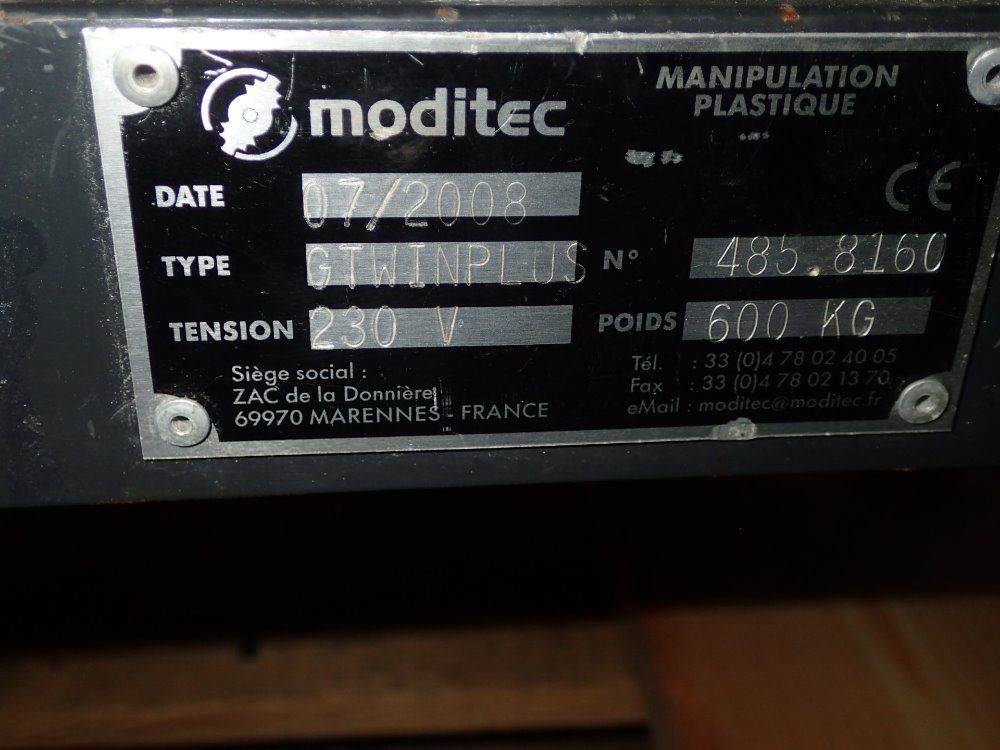 moditec
MANIPULATION
PLASTIQUE
CE
DATE 07/2008
TYPE GTWINPLUS N° 485.8160
TENSION 230 V POIDS 600 KG
Siège social :
ZAC de la Donnière
69970 MARENNES - FRANCE
Tél. : 33 (0)4 78 02 40 05
Fax : 33 (0)4 78 02 13 70
eMail : moditec@moditec.fr